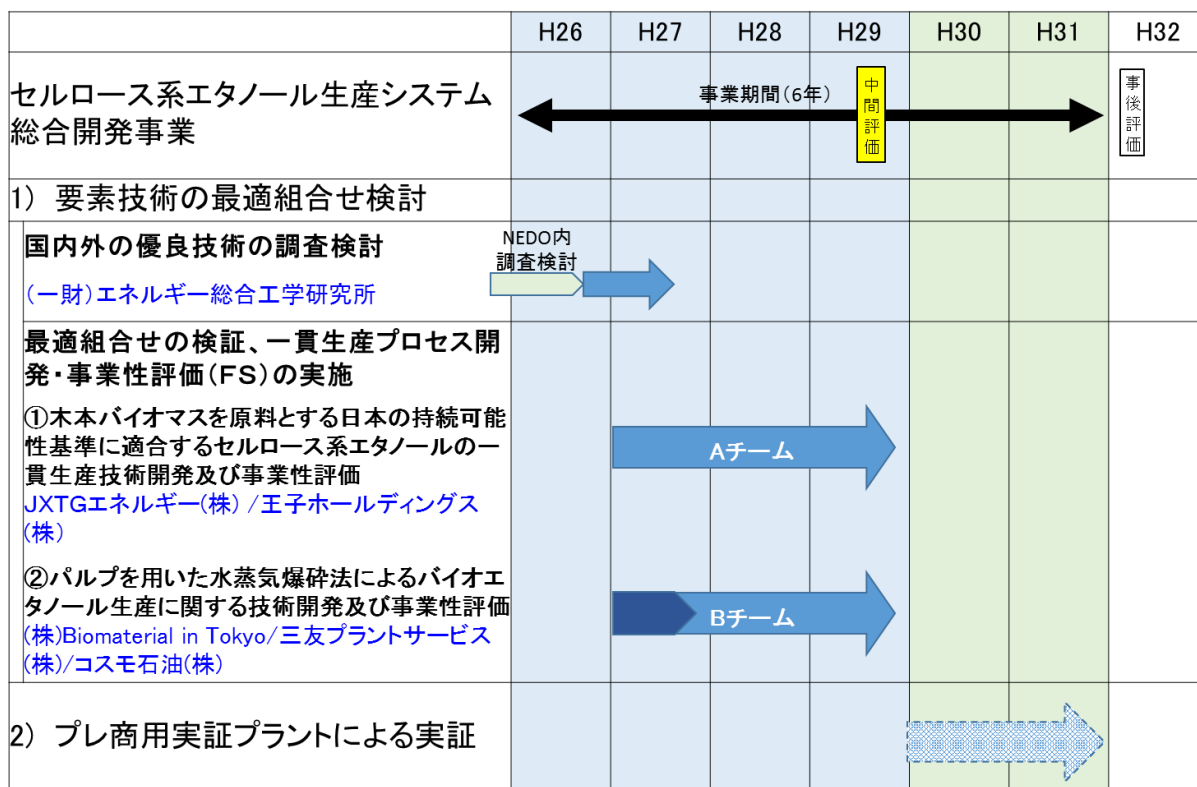 H26 H27 H28 H29 H30 H31 H32
セルロース系エタノール生産システム
総合開発事業
事業期間(6年)
中間評価
事後評価
1) 要素技術の最適組合せ検討
国内外の優良技術の調査検討
(一財)エネルギー総合工学研究所
NEDO内
調査検討
最適組合せの検証、一貫生産プロセス開
発・事業性評価(FS)の実施
①木本バイオマスを原料とする日本の持続可能
性基準に適合するセルロース系エタノールの一
貫生産技術開発及び事業性評価
JXTGエネルギー(株) /王子ホールディングス
(株)
Aチーム
②パルプを用いた水蒸気爆砕法によるバイオエ
タノール生産に関する技術開発及び事業性評価
(株)Biomaterial in Tokyo/三友プラントサービス
(株)/コスモ石油(株)
Bチーム
2) プレ商用実証プラントによる実証